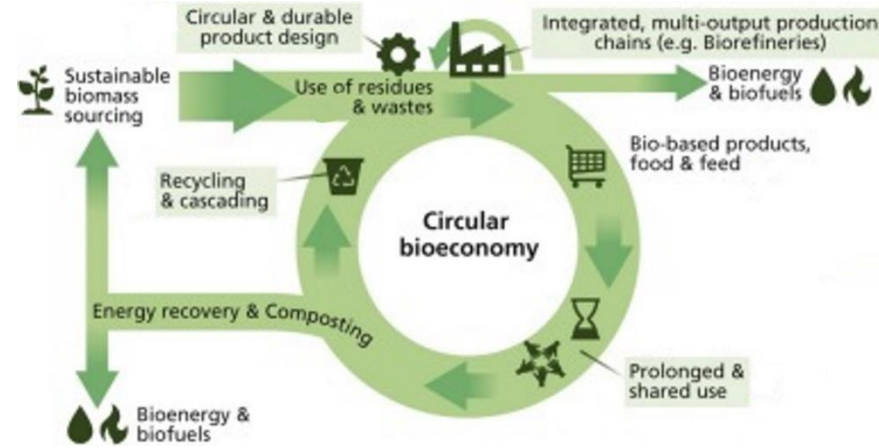 Circular & durable
product design
Integrated, multi-output production
chains (e.g. Biorefineries)
Sustainable
biomass
sourcing
Use of residues
& wastes
Bioenergy
& biofuels
Bio-based products,
food & feed
Recycling
& cascading
Circular
bioeconomy
Energy recovery & Composting
Prolonged &
shared use
Bioenergy &
biofuels